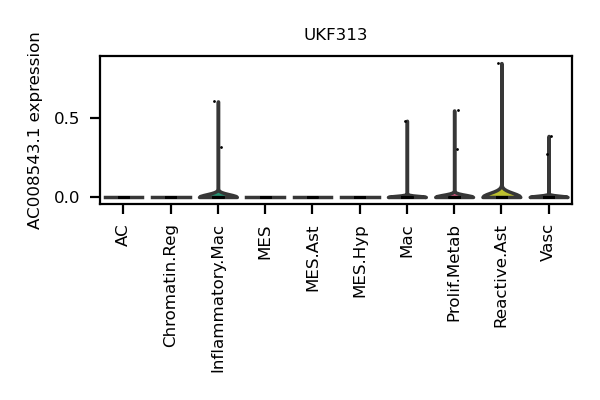 UKF313
AC008543.1 expression
0.5
0.0
AC
Chromatin.Reg
Inflammatory.Mac
MES
MES.Ast
MES.Hyp
Mac
Prolif.Metab
Reactive.Ast
Vasc